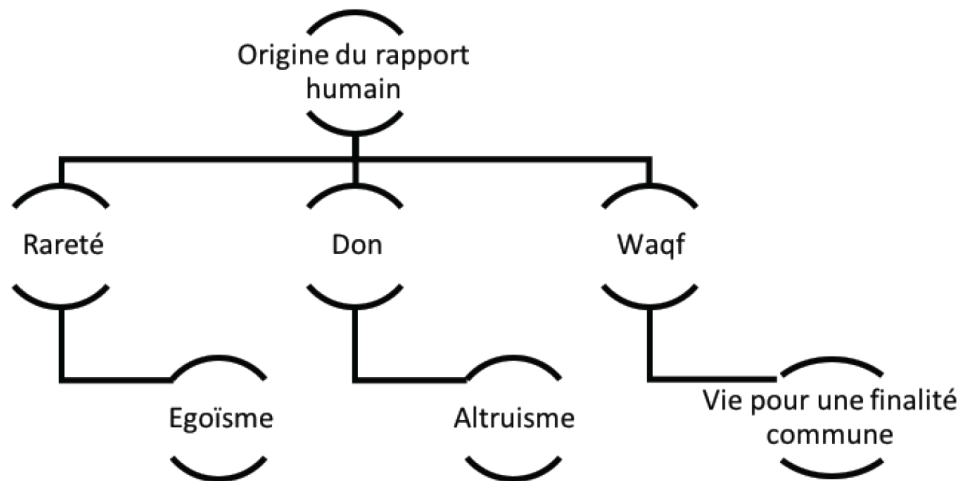 Origine du rapport
humain
Rareté
Don
Waqf
Egoïsme
Altruisme
Vie pour une finalité
commune